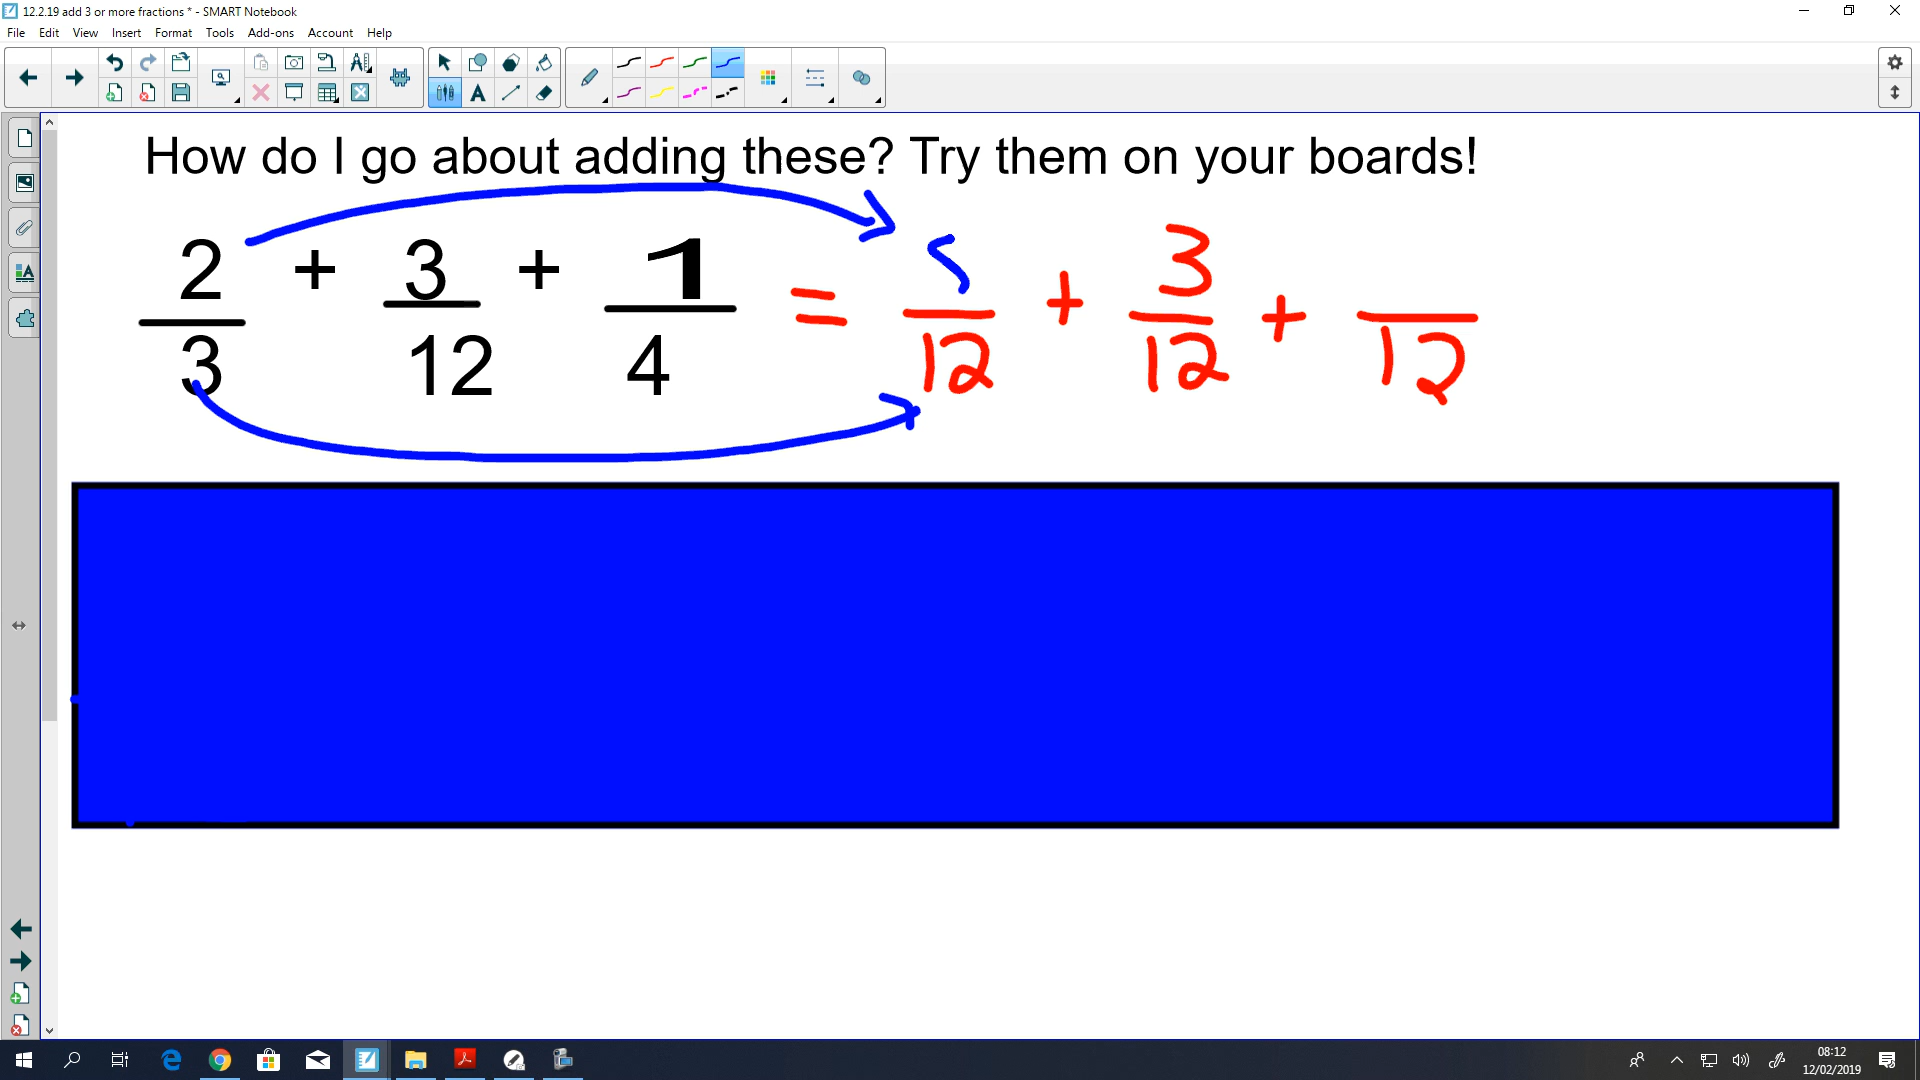 12.2.19 add 3 or more fractions * - SMART Notebook
File Edit View Insert Format Tools Add-ons Account Help
How do I go about adding these? Try them on your boards!
2 + 3 + 1 = + 3 +
3 12 4 12 12 12
08:12
12/02/2019